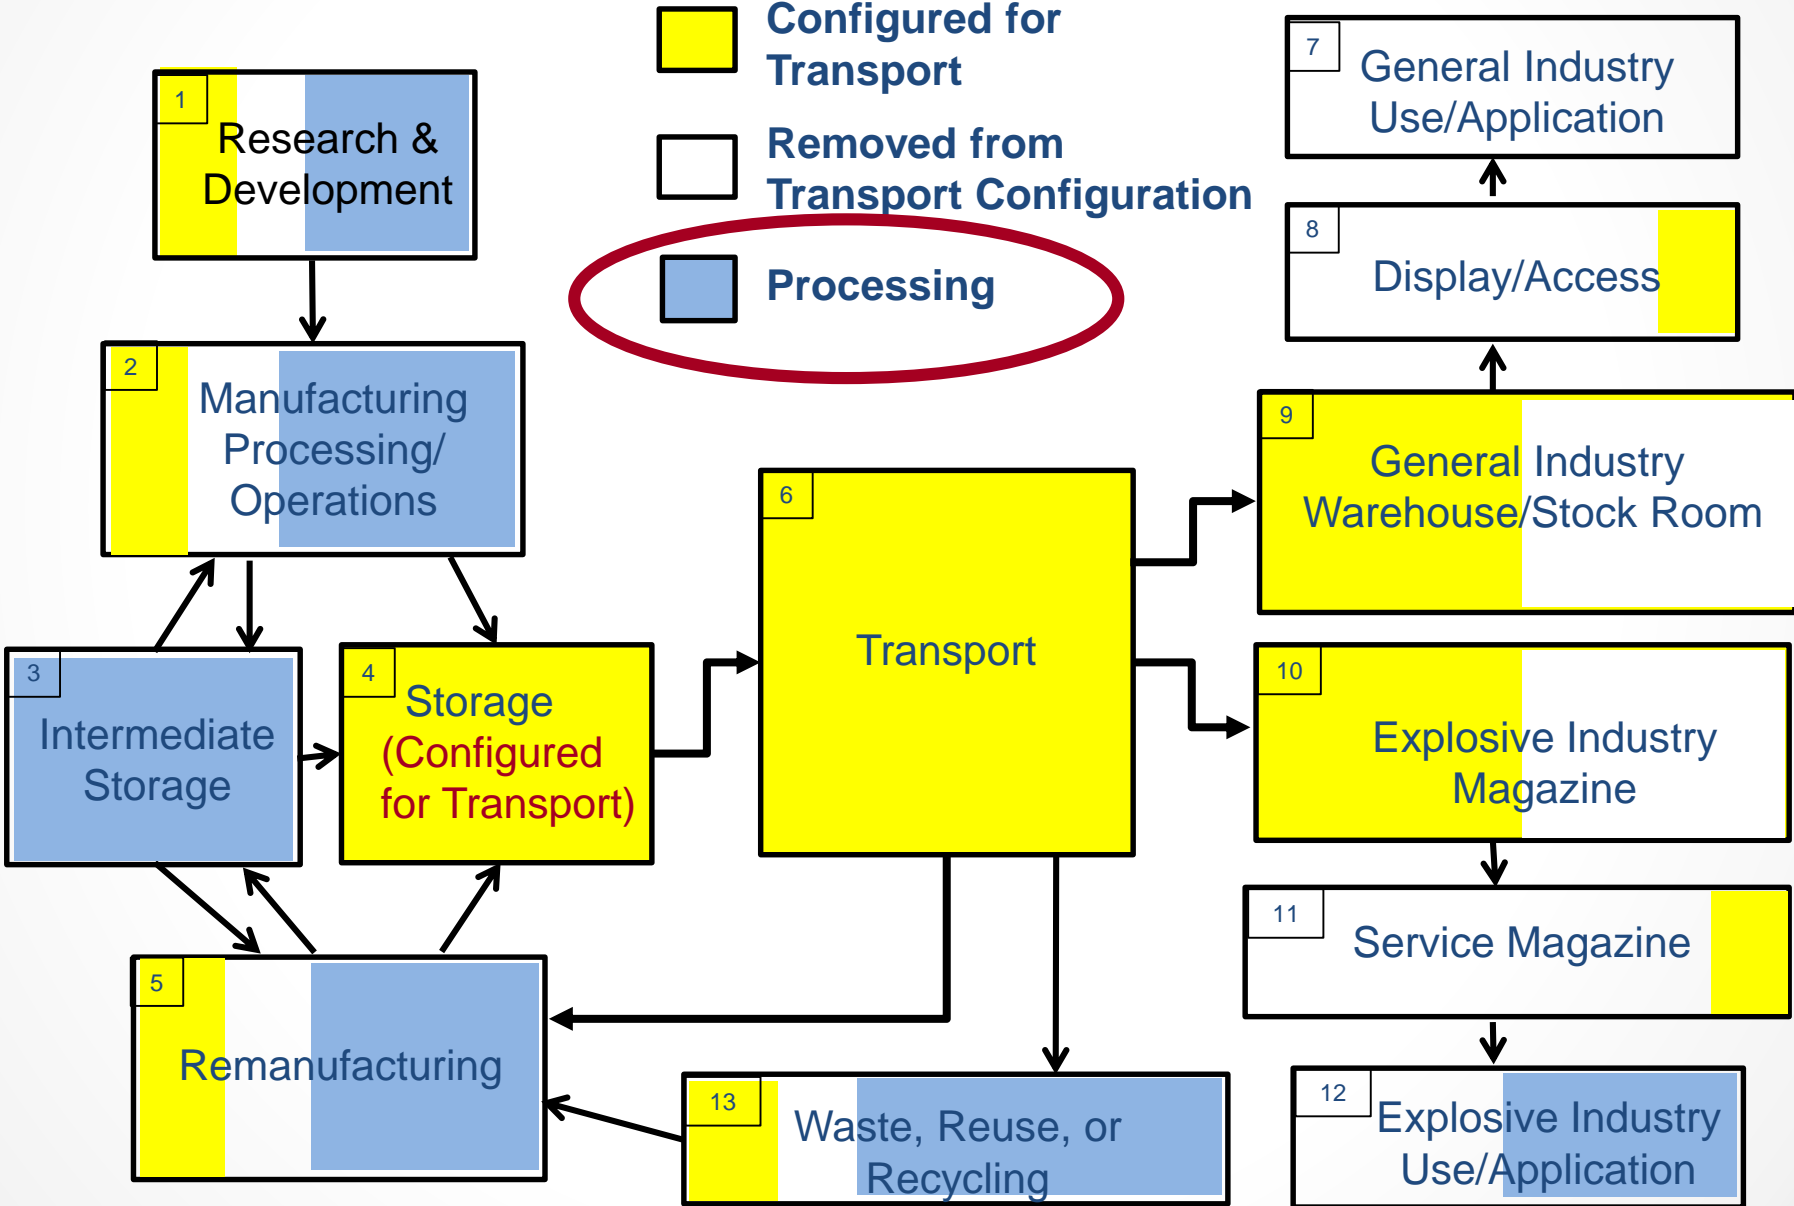 Configured for
Transport
Removed from
Transport Configuration
Processing
1
Research &
Development
2
Manufacturing
Processing/
Operations
3
Intermediate
Storage
4
Storage
(Configured
for Transport)
5
Remanufacturing
6
Transport
7
General Industry
Use/Application
8
Display/Access
9
General Industry
Warehouse/Stock Room
10
Explosive Industry
Magazine
11
Service Magazine
12
Explosive Industry
Use/Application
13
Waste, Reuse, or
Recycling